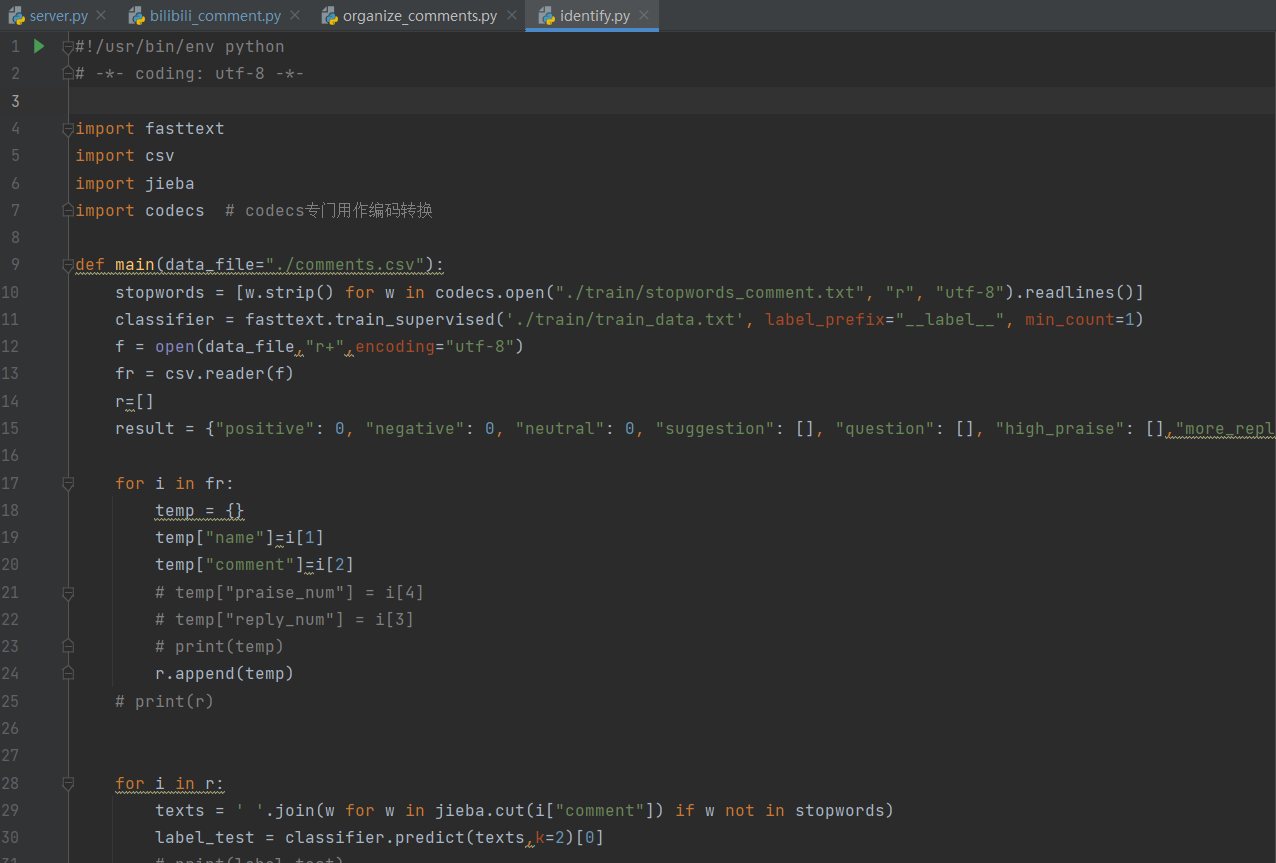 server.py bilibili_comment.py organize_comments.py identify.py
1 #!/usr/bin/env python
2 # -*- coding: utf-8 -*-
3
4 import fasttext
5 import csv
6 import jieba
7 import codecs  # codecs专门用作编码转换
8
9 def main(data_file="./comments.csv"):
10     stopwords = [w.strip() for w in codecs.open("./train/stopwords_comment.txt", "r", "utf-8").readlines()]
11     classifier = fasttext.train_supervised('./train/train_data.txt', label_prefix="__label__", min_count=1)
12     f = open(data_file,"r+",encoding="utf-8")
13     fr = csv.reader(f)
14     r=[]
15     result = {"positive": 0, "negative": 0, "neutral": 0, "suggestion": [], "question": [], "high_praise": [],"more_repl
16
17     for i in fr:
18         temp = {}
19         temp["name"]=i[1]
20         temp["comment"]=i[2]
21         # temp["praise_num"] = i[4]
22         # temp["reply_num"] = i[3]
23         # print(temp)
24         r.append(temp)
25     # print(r)
26
27
28     for i in r:
29         texts = ' '.join(w for w in jieba.cut(i["comment"]) if w not in stopwords)
30         label_test = classifier.predict(texts,k=2)[0]
31         # print(label_test)